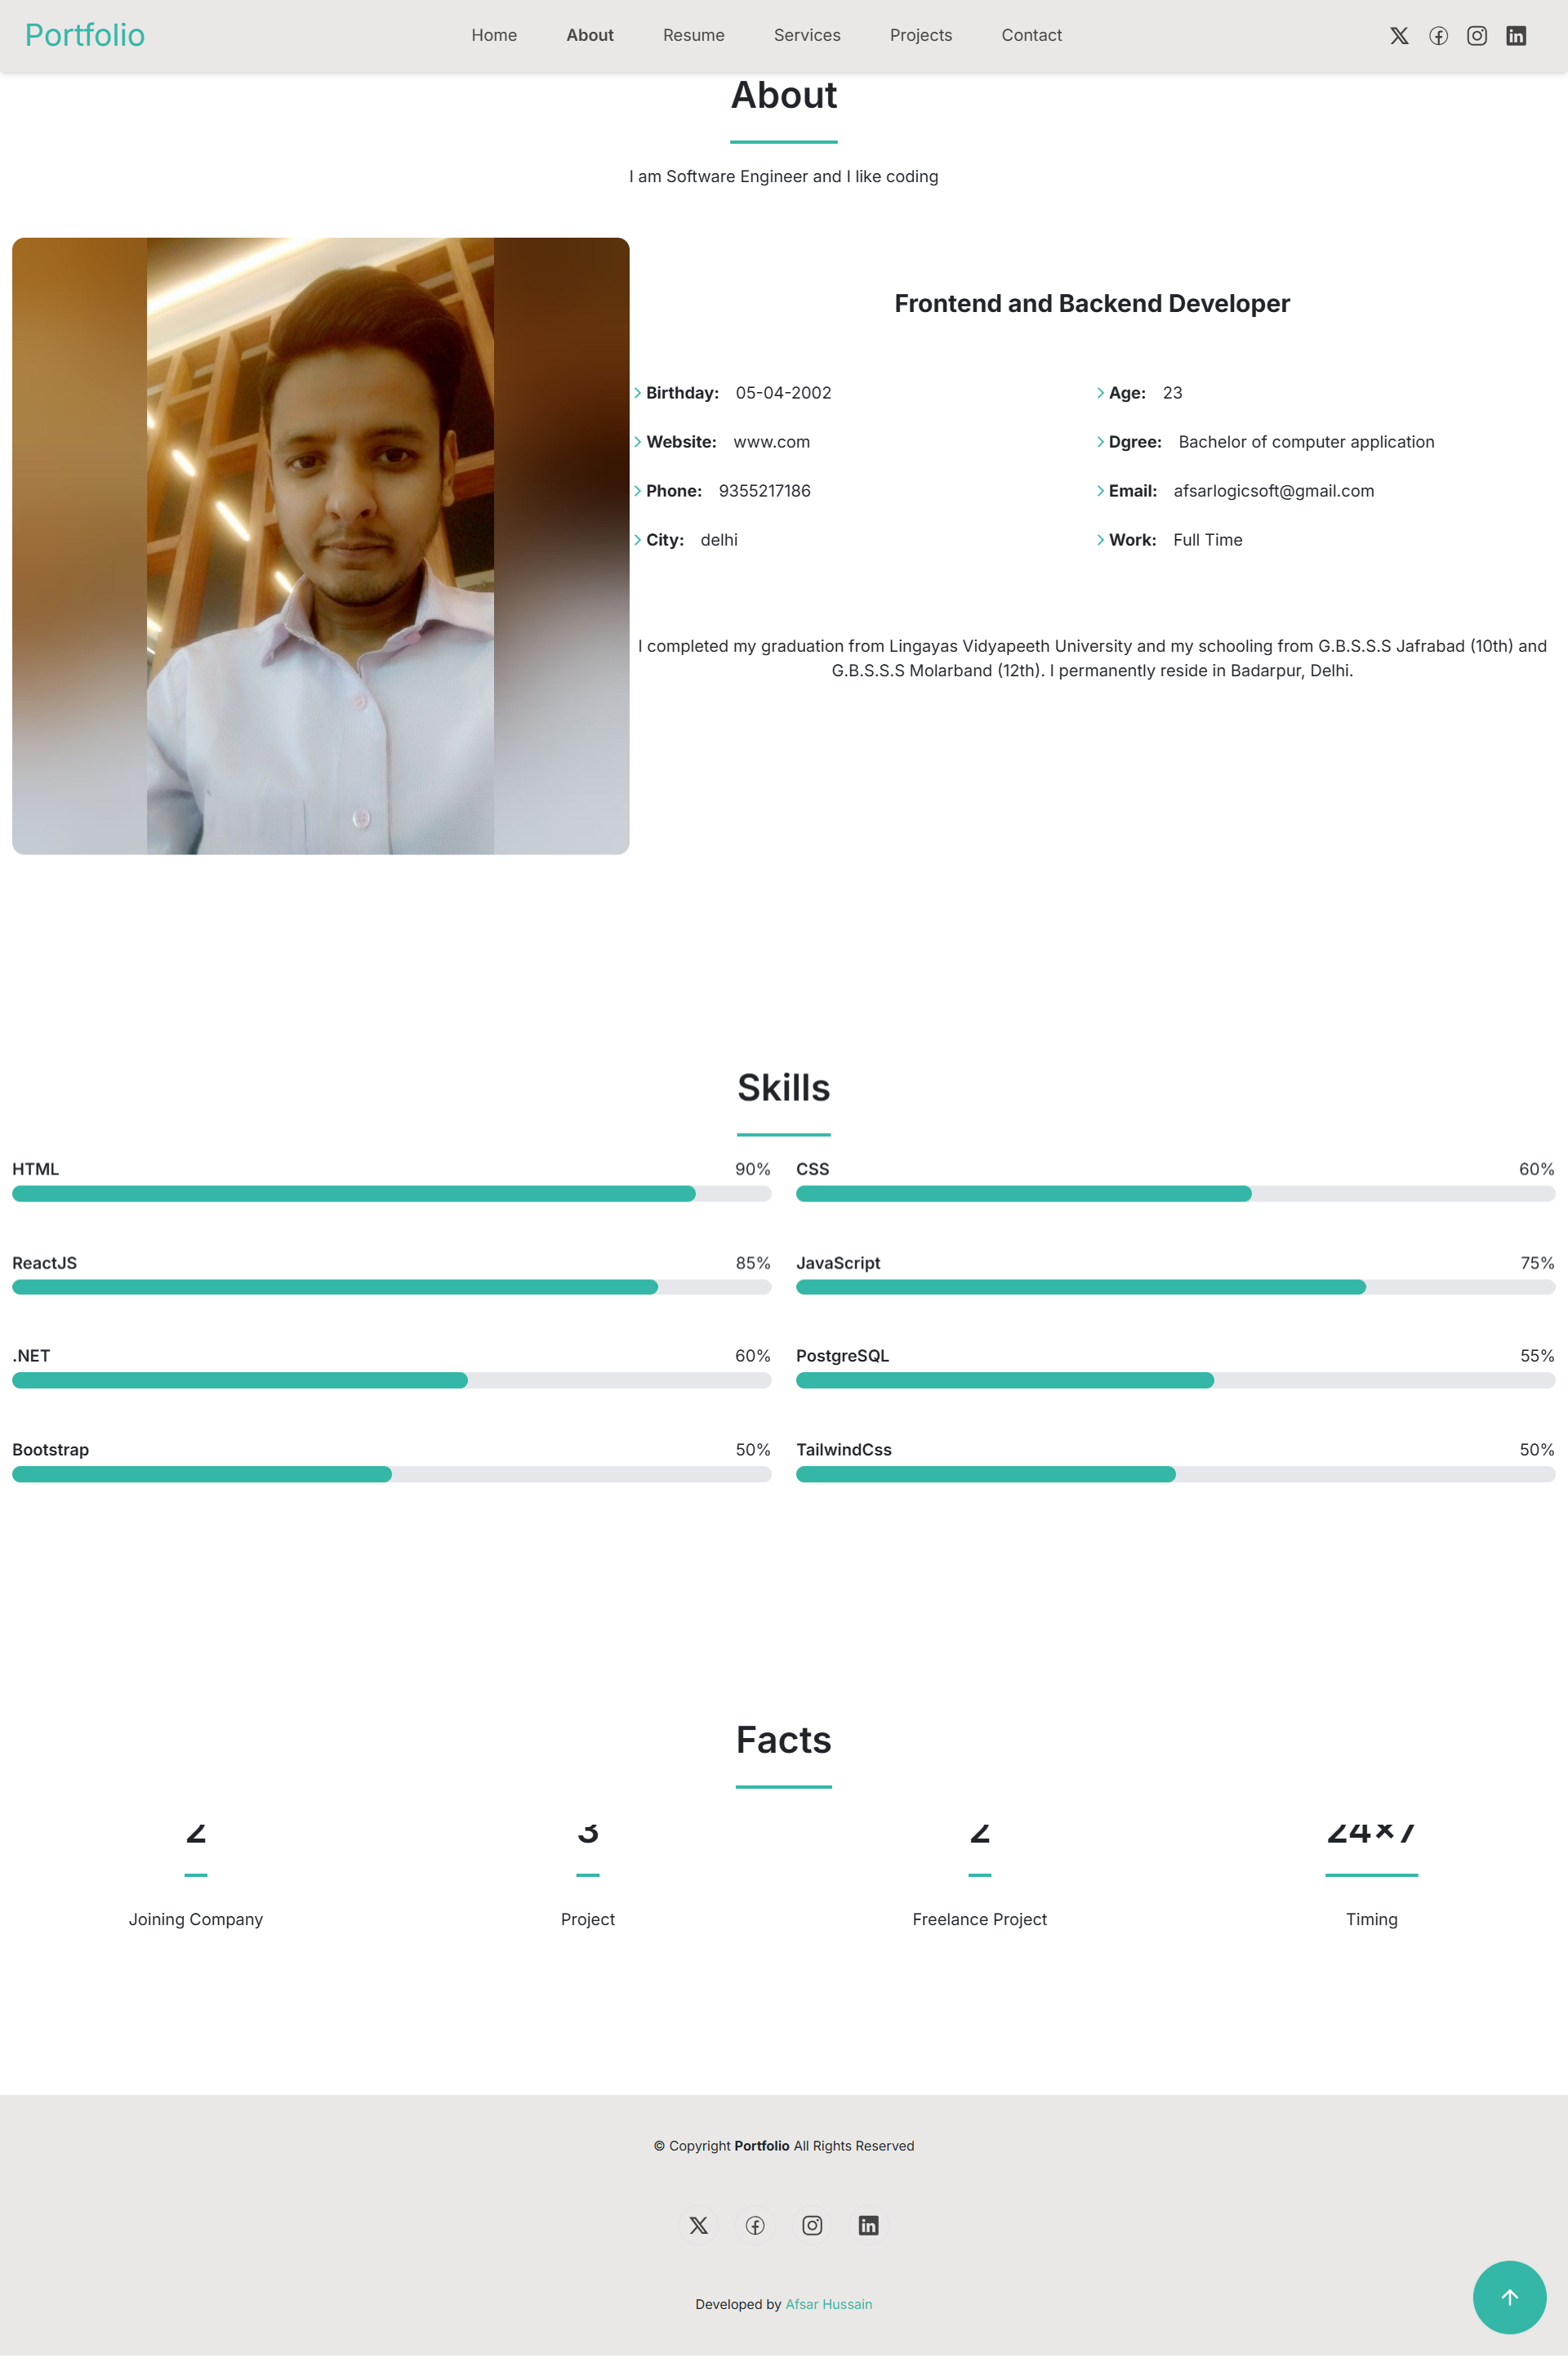 Portfolio
Home About Resume Services Projects Contact
About
I am Software Engineer and I like coding
Frontend and Backend Developer
Birthday: 05-04-2002 Age: 23
Website: www.com Dgree: Bachelor of computer application
Phone: 9355217186 Email: afsarlogicsoft@gmail.com
City: delhi Work: Full Time
I completed my graduation from Lingayas Vidyapeeth University and my schooling from G.B.S.S.S Jafrabad (10th) and
G.B.S.S.S Molarband (12th). I permanently reside in Badarpur, Delhi.
Skills
HTML 90% CSS 60%
ReactJS 85% JavaScript 75%
.NET 60% PostgreSQL 55%
Bootstrap 50% TailwindCss 50%
Facts
2 3 2 24×7
Joining Company Project Freelance Project Timing
© Copyright Portfolio All Rights Reserved
Developed by Afsar Hussain